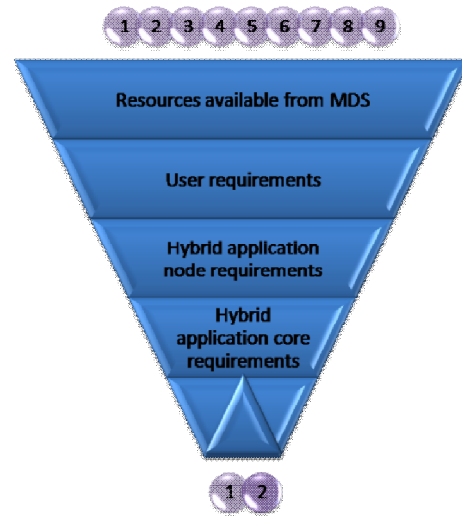 1 2 3 4 5 6 7 8 9
Resources available from MDS
User requirements
Hybrid application
node requirements
Hybrid
application core
requirements
1 2